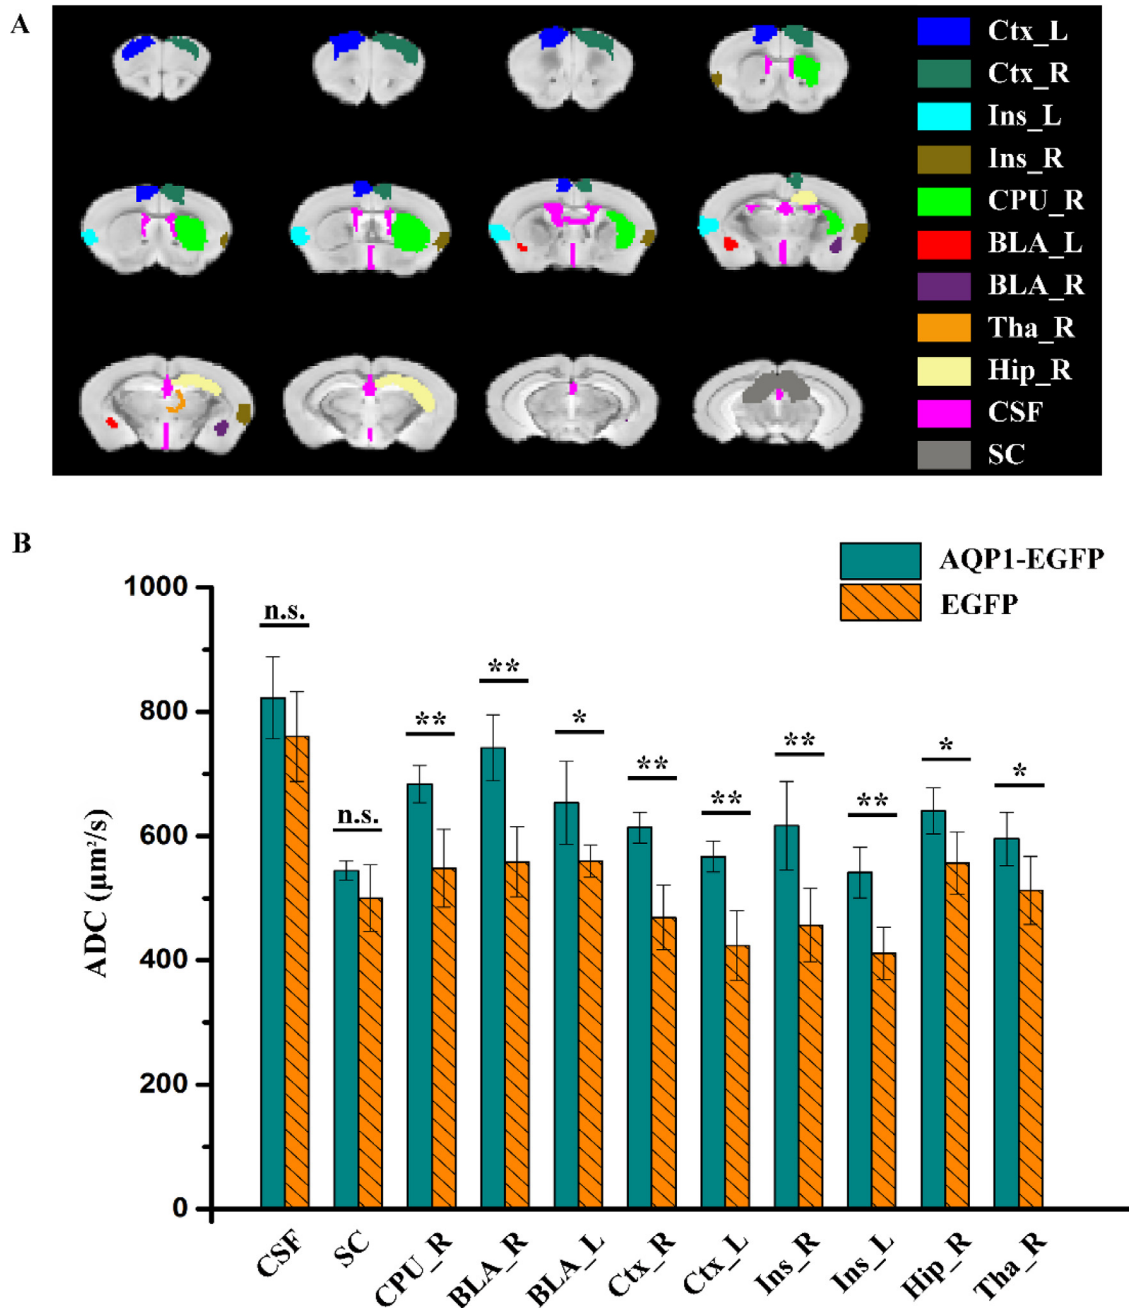 A
Ctx_L
Ctx_R
Ins_L
Ins_R
CPU_R
BLA_L
BLA_R
Tha_R
Hip_R
CSF
SC
B
AQP1-EGFP
EGFP
1000
800
600
400
200
0
ADC (μm²/s)
n.s.
n.s.
**
**
*
**
**
**
**
*
*
CSF
SC
CPU_R
BLA_R
BLA_L
Ctx_R
Ctx_L
Ins_R
Ins_L
Hip_R
Tha_R